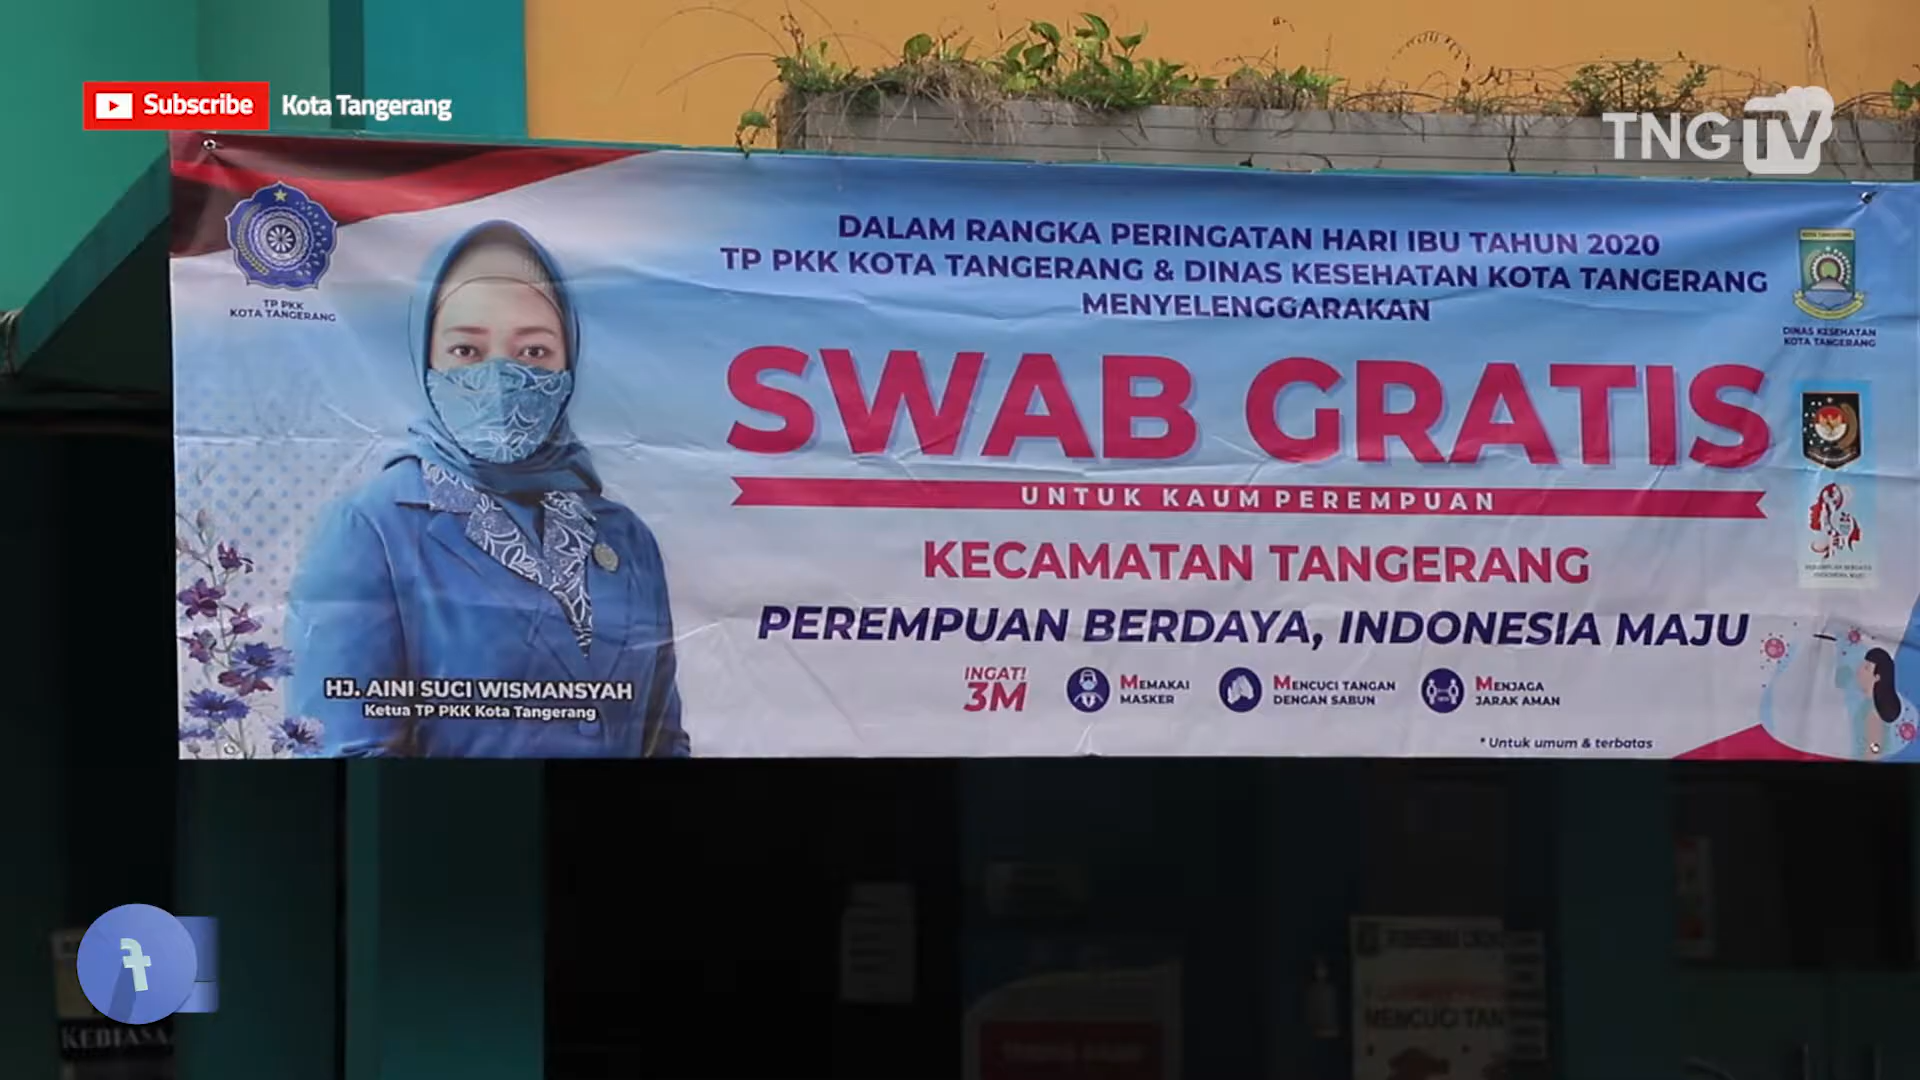 Subscribe Kota Tangerang
TNG TV
TP PKK
KOTA TANGERANG
DALAM RANGKA PERINGATAN HARI IBU TAHUN 2020
TP PKK KOTA TANGERANG & DINAS KESEHATAN KOTA TANGERANG
MENYELENGGARAKAN
DINAS KESEHATAN
KOTA TANGERANG
SWAB GRATIS
UNTUK KAUM PEREMPUAN
KECAMATAN TANGERANG
PEREMPUAN BERDAYA, INDONESIA MAJU
HJ. AINI SUCI WISMANSYAH
Ketua TP PKK Kota Tangerang
INGAT!
3M
MEMAKAI
MASKER
MENCUCI TANGAN
DENGAN SABUN
MENJAGA
JARAK AMAN
* Untuk umum & terbatas
MENCUCI TAN